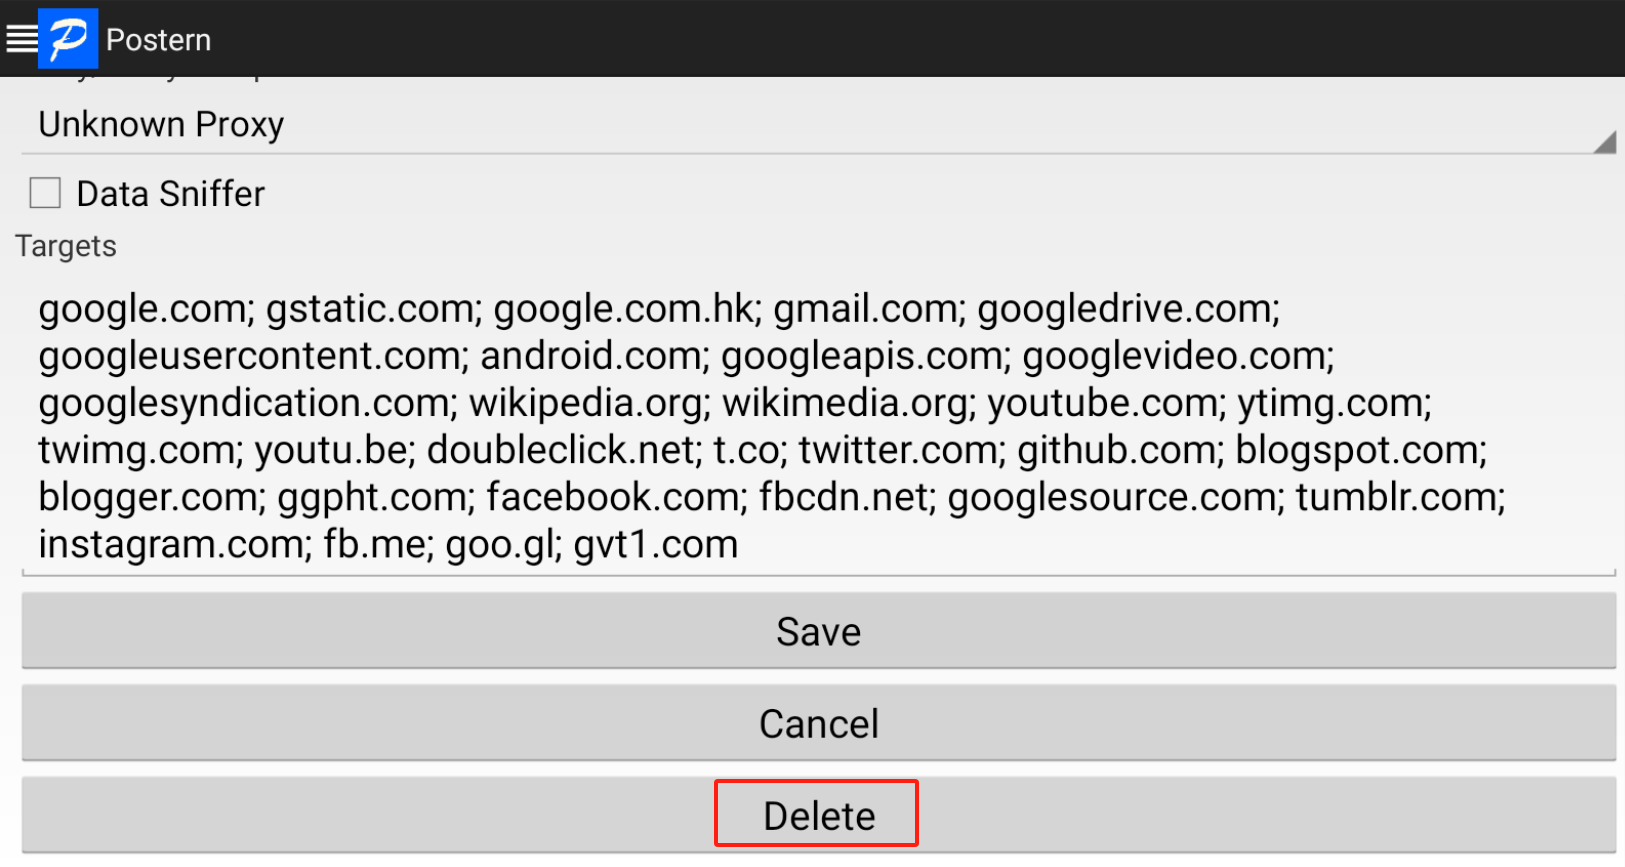 Postern
Unknown Proxy
Data Sniffer
Targets
google.com; gstatic.com; google.com.hk; gmail.com; googledrive.com;
googleusercontent.com; android.com; googleapis.com; googlevideo.com;
googlesyndication.com; wikipedia.org; wikimedia.org; youtube.com; ytimg.com;
twimg.com; youtu.be; doubleclick.net; t.co; twitter.com; github.com; blogspot.com;
blogger.com; ggpht.com; facebook.com; fbcdn.net; googlesource.com; tumblr.com;
instagram.com; fb.me; goo.gl; gvt1.com
Save
Cancel
Delete